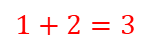 1 + 2 = 3